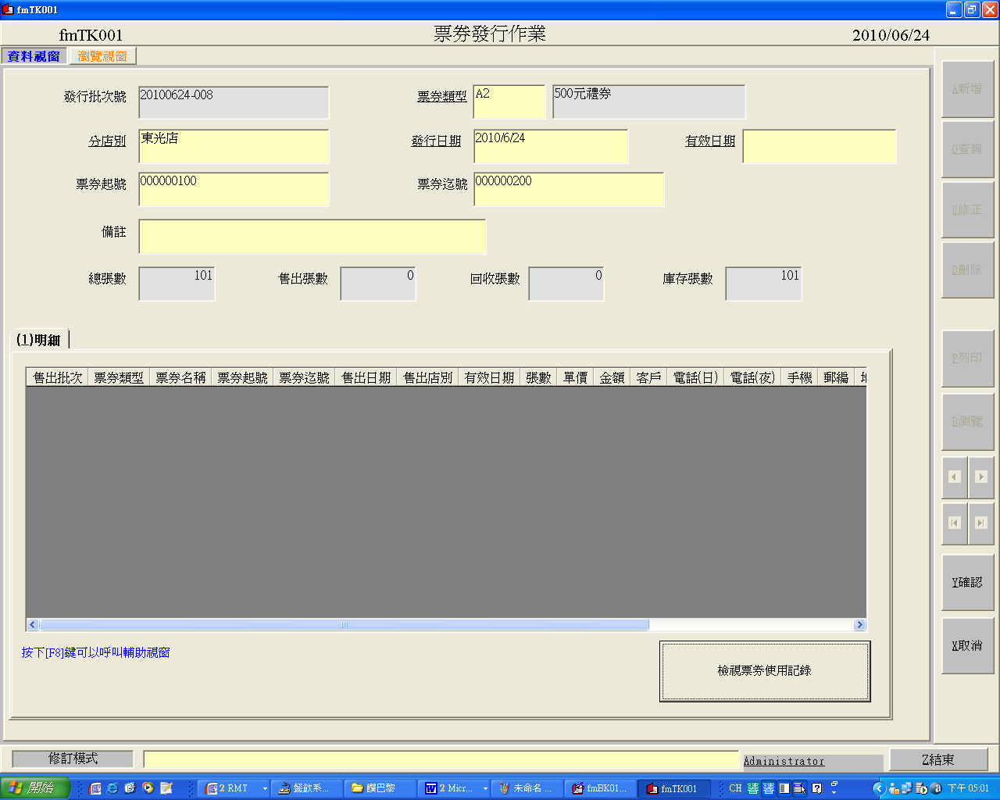 fmTK001
fmTK001 票券發行作業 2010/06/24
資料視窗 瀏覽視窗
發行批次號 20100624-008 票券類型 A2 500元禮券
分店別 東光店 發行日期 2010/6/24 有效日期
票券起號 000000100 票券迄號 000000200
備註
總張數 101 售出張數 0 回收張數 0 庫存張數 101
(1)明細
售出批次 票券類型 票券名稱 票券起號 票券迄號 售出日期 售出店別 有效日期 張數 單價 金額 客戶 電話(日) 電話(夜) 手機 郵編
按下[F8]鍵可以呼叫輔助視窗
檢視票券使用記錄
A新增
Q查詢
U修正
D刪除
P列印
B瀏覽
Y確認
X取消
修訂模式 Administrator Z結束
開始 2 RMT 餐飲系... 饌巴黎 2 Micr... 未命名 ... fmBK01... fmTK001 CH 下午 05:01